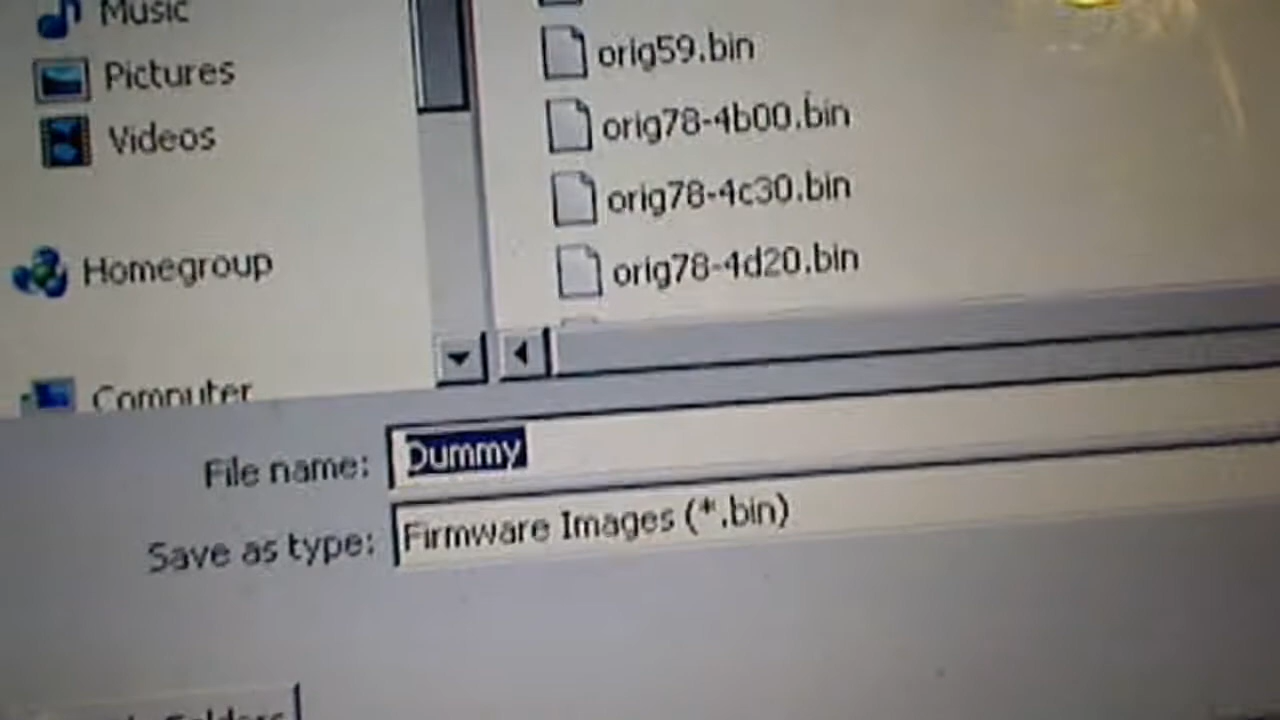 Music
Pictures
Videos
Homegroup
Computer
orig59.bin
orig78-4b00.bin
orig78-4c30.bin
orig78-4d20.bin
File name: Dummy
Save as type: Firmware Images (*.bin)
Folders